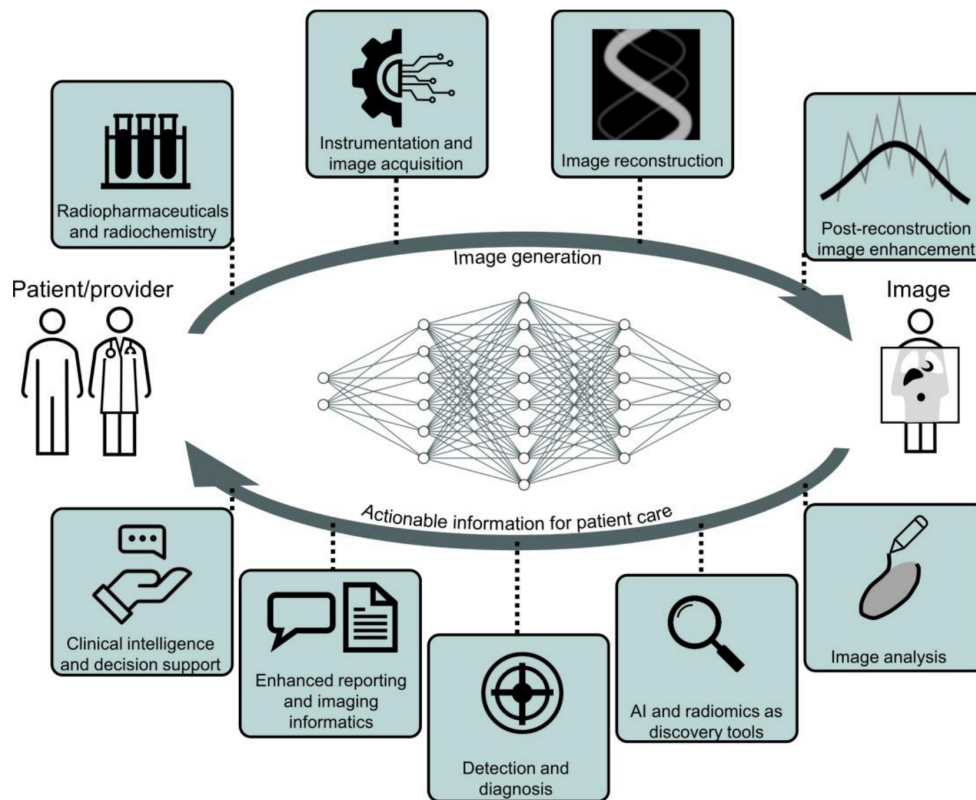 Radiopharmaceuticals
and radiochemistry
Instrumentation and
image acquisition
Image reconstruction
Post-reconstruction
image enhancement
Image generation
Patient/provider
Image
Actionable information for patient care
Clinical intelligence
and decision support
Enhanced reporting
and imaging
informatics
Detection and
diagnosis
AI and radiomics as
discovery tools
Image analysis